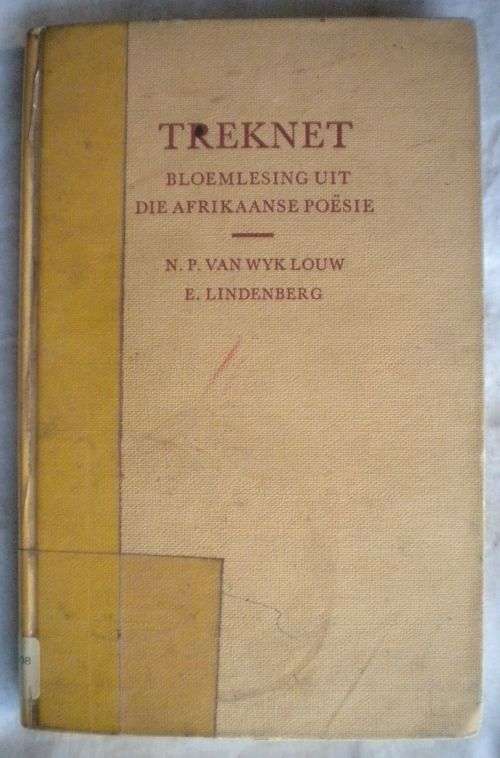 TREKNET
BLOEMLESING UIT
DIE AFRIKAANSE POËSIE
N. P. VAN WYK LOUW
E. LINDENBERG